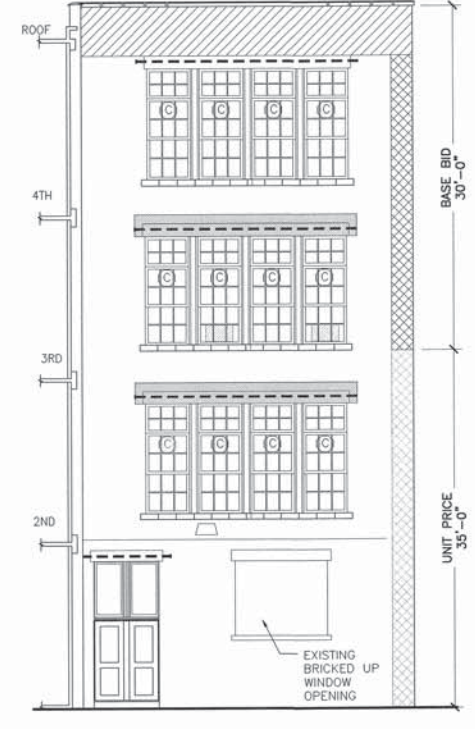 ROOF
C C C C
4TH
BASE BID
30'-0"
C C C C
3RD
C C C C
2ND
UNIT PRICE
35'-0"
EXISTING
BRICKED UP
WINDOW
OPENING